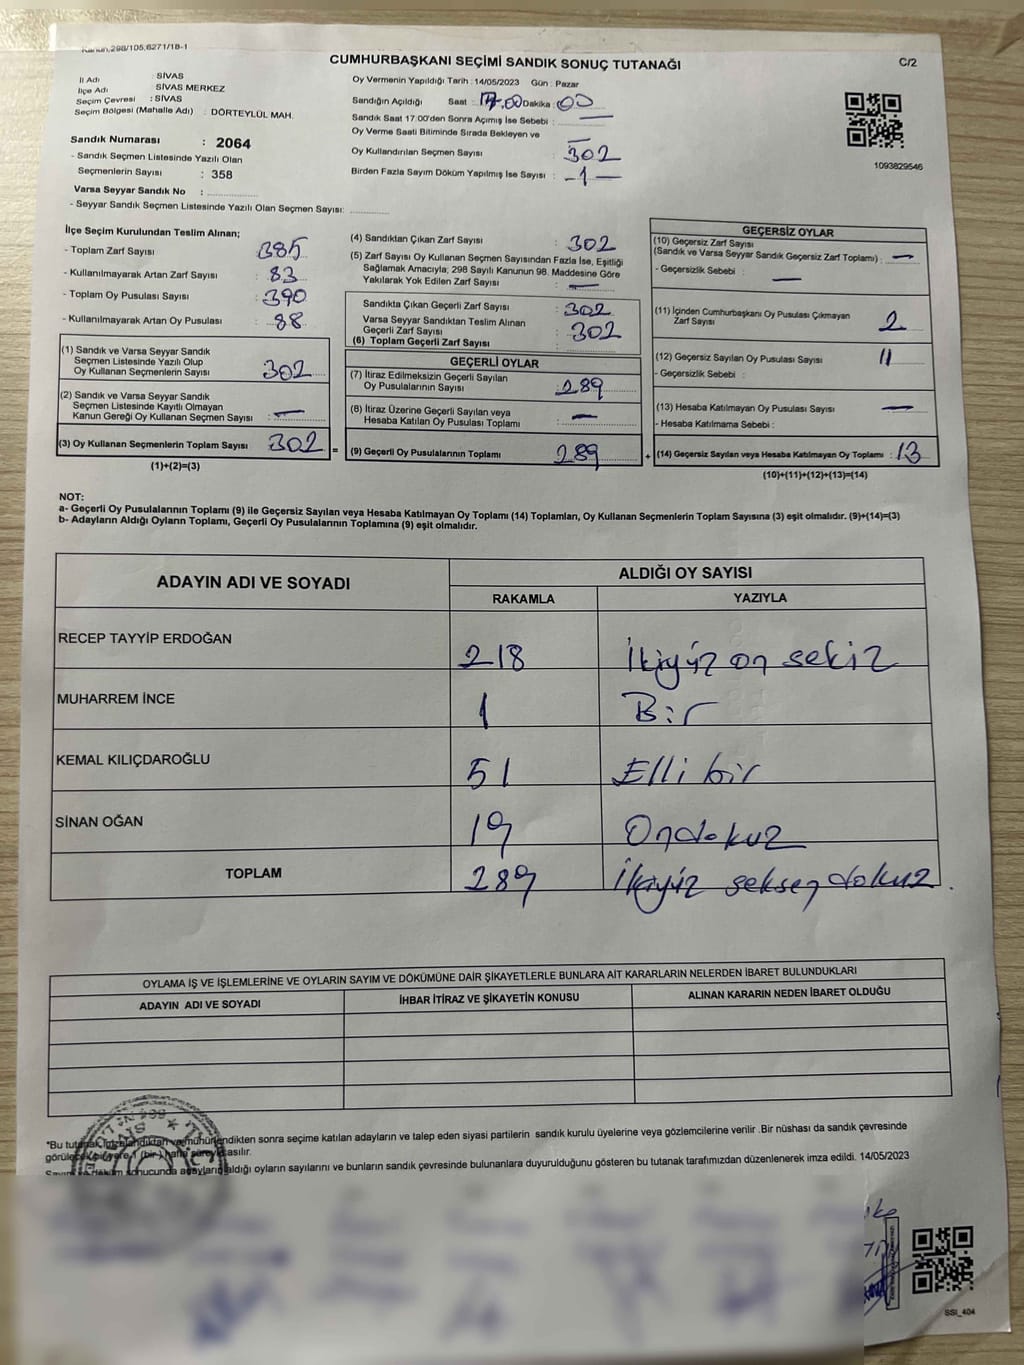 Kanun,298/105,6271/18-1
CUMHURBAŞKANI SEÇİMİ SANDIK SONUÇ TUTANAĞI
C/2
İl Adı : SİVAS
İlçe Adı : SİVAS MERKEZ
Seçim Çevresi : SİVAS
Seçim Bölgesi (Mahalle Adı) : DÖRTEYLÜL MAH.
Sandık Numarası : 2064
- Sandık Seçmen Listesinde Yazılı Olan
Seçmenlerin Sayısı : 358
Varsa Seyyar Sandık No :
- Seyyar Sandık Seçmen Listesinde Yazılı Olan Seçmen Sayısı:
Oy Vermenin Yapıldığı Tarih : 14/05/2023 Gün : Pazar
Sandığın Açıldığı Saat : 17.00 Dakika : 00
Sandık Saat 17:00'den Sonra Açımış İse Sebebi : —
Oy Verme Saati Bitiminde Sırada Bekleyen ve
Oy Kullandırılan Seçmen Sayısı : 302
Birden Fazla Sayım Döküm Yapılmış İse Sayısı : -1-
1093829546
İlçe Seçim Kurulundan Teslim Alınan;
- Toplam Zarf Sayısı : 385
- Kullanılmayarak Artan Zarf Sayısı : 83
- Toplam Oy Pusulası Sayısı : 390
- Kullanılmayarak Artan Oy Pusulası : 88
(1) Sandık ve Varsa Seyyar Sandık
Seçmen Listesinde Yazılı Olup
Oy Kullanan Seçmenlerin Sayısı : 302
(2) Sandık ve Varsa Seyyar Sandık
Seçmen Listesinde Kayıtlı Olmayan
Kanun Gereği Oy Kullanan Seçmen Sayısı : —
(3) Oy Kullanan Seçmenlerin Toplam Sayısı 302
(1)+(2)=(3)
(4) Sandıktan Çıkan Zarf Sayısı : 302
(5) Zarf Sayısı Oy Kullanan Seçmen Sayısından Fazla İse, Eşitliği
Sağlamak Amacıyla; 298 Sayılı Kanunun 98. Maddesine Göre
Yakılarak Yok Edilen Zarf Sayısı : —
Sandıkta Çıkan Geçerli Zarf Sayısı : 302
Varsa Seyyar Sandıktan Teslim Alınan
Geçerli Zarf Sayısı : 302
(6) Toplam Geçerli Zarf Sayısı
GEÇERLİ OYLAR
(7) İtiraz Edilmeksizin Geçerli Sayılan
Oy Pusulalarının Sayısı : 289
(8) İtiraz Üzerine Geçerli Sayılan veya
Hesaba Katılan Oy Pusulası Toplamı : —
= (9) Geçerli Oy Pusulalarının Toplamı 289
GEÇERSİZ OYLAR
(10) Geçersiz Zarf Sayısı
(Sandık ve Varsa Seyyar Sandık Geçersiz Zarf Toplamı) : —
- Geçersizlik Sebebi : —
(11) İçinden Cumhurbaşkanı Oy Pusulası Çıkmayan
Zarf Sayısı 2
(12) Geçersiz Sayılan Oy Pusulası Sayısı : 11
- Geçersizlik Sebebi :
(13) Hesaba Katılmayan Oy Pusulası Sayısı : —
- Hesaba Katılmama Sebebi :
+ (14) Geçersiz Sayılan veya Hesaba Katılmayan Oy Toplamı : 13
(10)+(11)+(12)+(13)=(14)
NOT:
a- Geçerli Oy Pusulalarının Toplamı (9) ile Geçersiz Sayılan veya Hesaba Katılmayan Oy Toplamı (14) Toplamları, Oy Kullanan Seçmenlerin Toplam Sayısına (3) eşit olmalıdır. (9)+(14)=(3)
b- Adayların Aldığı Oyların Toplamı, Geçerli Oy Pusulalarının Toplamına (9) eşit olmalıdır.
ADAYIN ADI VE SOYADI
ALDIĞI OY SAYISI
RAKAMLA YAZIYLA
RECEP TAYYİP ERDOĞAN 218 İkiyüz on sekiz
MUHARREM İNCE 1 Bir
KEMAL KILIÇDAROĞLU 51 Elli bir
SİNAN OĞAN 19 Ondokuz
TOPLAM 289 İkiyüz seksendokuz.
OYLAMA İŞ VE İŞLEMLERİNE VE OYLARIN SAYIM VE DÖKÜMÜNE DAİR ŞİKAYETLERLE BUNLARA AİT KARARLARIN NELERDEN İBARET BULUNDUKLARI
ADAYIN ADI VE SOYADI
İHBAR İTİRAZ VE ŞİKAYETİN KONUSU
ALINAN KARARIN NEDEN İBARET OLDUĞU
*Bu tutanak, imzalandıktan ve mühürlendikten sonra seçime katılan adayların ve talep eden siyasi partilerin sandık kurulu üyelerine veya gözlemcilerine verilir .Bir nüshası da sandık çevresinde
görülecek bir yere 1 (bir) hafta süreyle asılır.
Sayım ve döküm sonucunda adayların aldığı oyların sayılarını ve bunların sandık çevresinde bulunanlara duyurulduğunu gösteren bu tutanak tarafımızdan düzenlenerek imza edildi. 14/05/2023
SSI_404